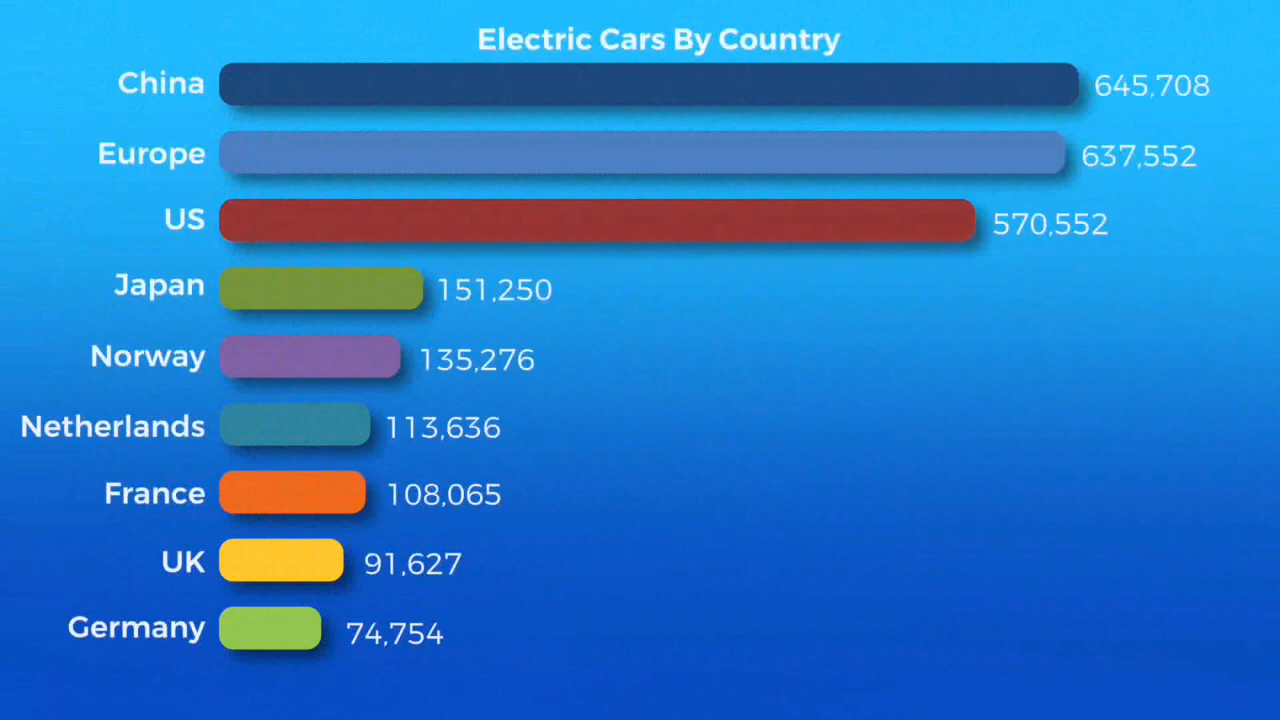 Electric Cars By Country
China 645,708
Europe 637,552
US 570,552
Japan 151,250
Norway 135,276
Netherlands 113,636
France 108,065
UK 91,627
Germany 74,754